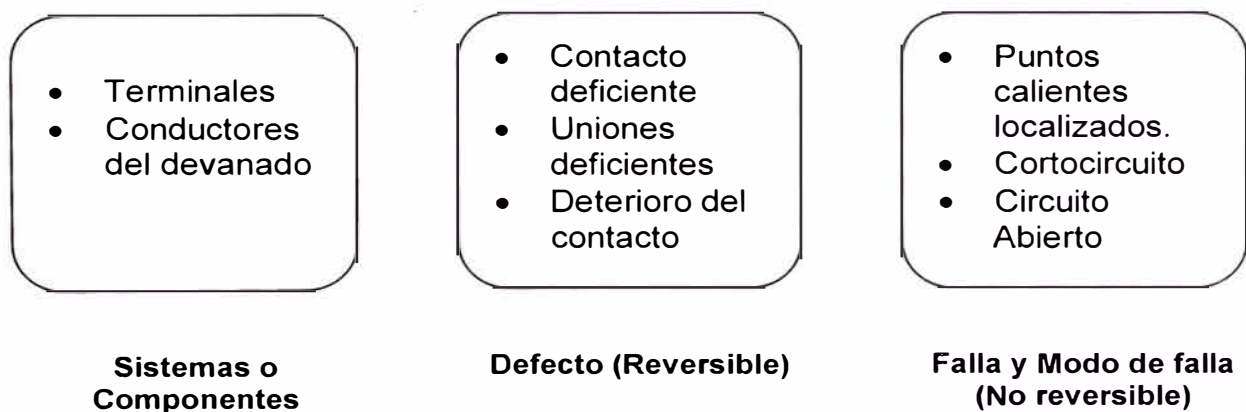 • Terminales
• Conductores
del devanado
• Contacto
deficiente
• Uniones
deficientes
• Deterioro del
contacto
• Puntos
calientes
localizados.
• Cortocircuito
• Circuito
Abierto
Sistemas o
Componentes
Defecto (Reversible)
Falla y Modo de falla
(No reversible)